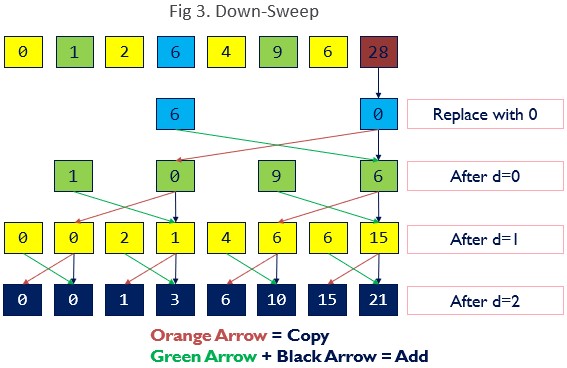 Fig 3. Down-Sweep
0 1 2 6 4 9 6 28
6 0 Replace with 0
1 0 9 6 After d=0
0 0 2 1 4 6 6 15 After d=1
0 0 1 3 6 10 15 21 After d=2
Orange Arrow = Copy
Green Arrow + Black Arrow = Add